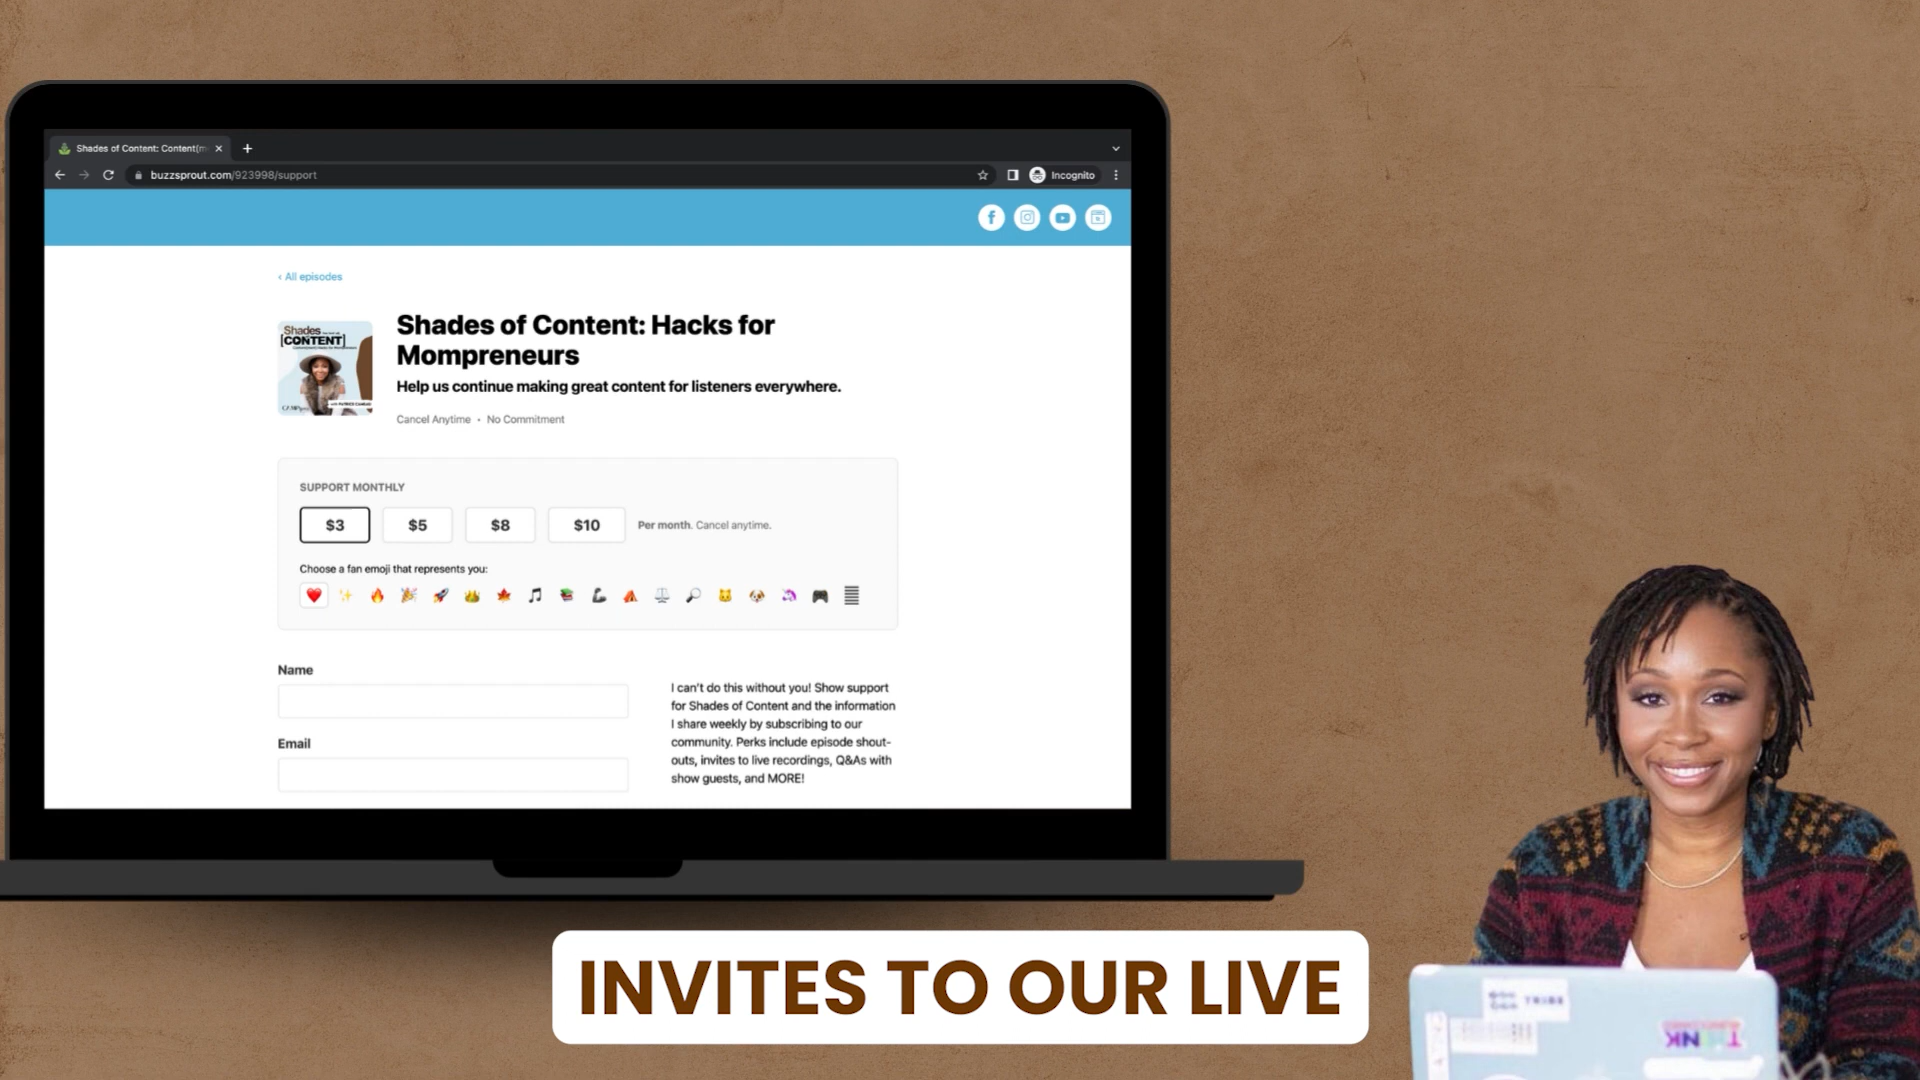 Shades of Content: Content[m
buzzsprout.com/923998/support
Incognito
‹ All episodes
Shades
[CONTENT]
Shades of Content: Hacks for
Mompreneurs
Help us continue making great content for listeners everywhere.
Cancel Anytime • No Commitment
SUPPORT MONTHLY
$3 $5 $8 $10 Per month. Cancel anytime.
Choose a fan emoji that represents you:
Name
Email
I can't do this without you! Show support
for Shades of Content and the information
I share weekly by subscribing to our
community. Perks include episode shout-
outs, invites to live recordings, Q&As with
show guests, and MORE!
INVITES TO OUR LIVE
TRIBE